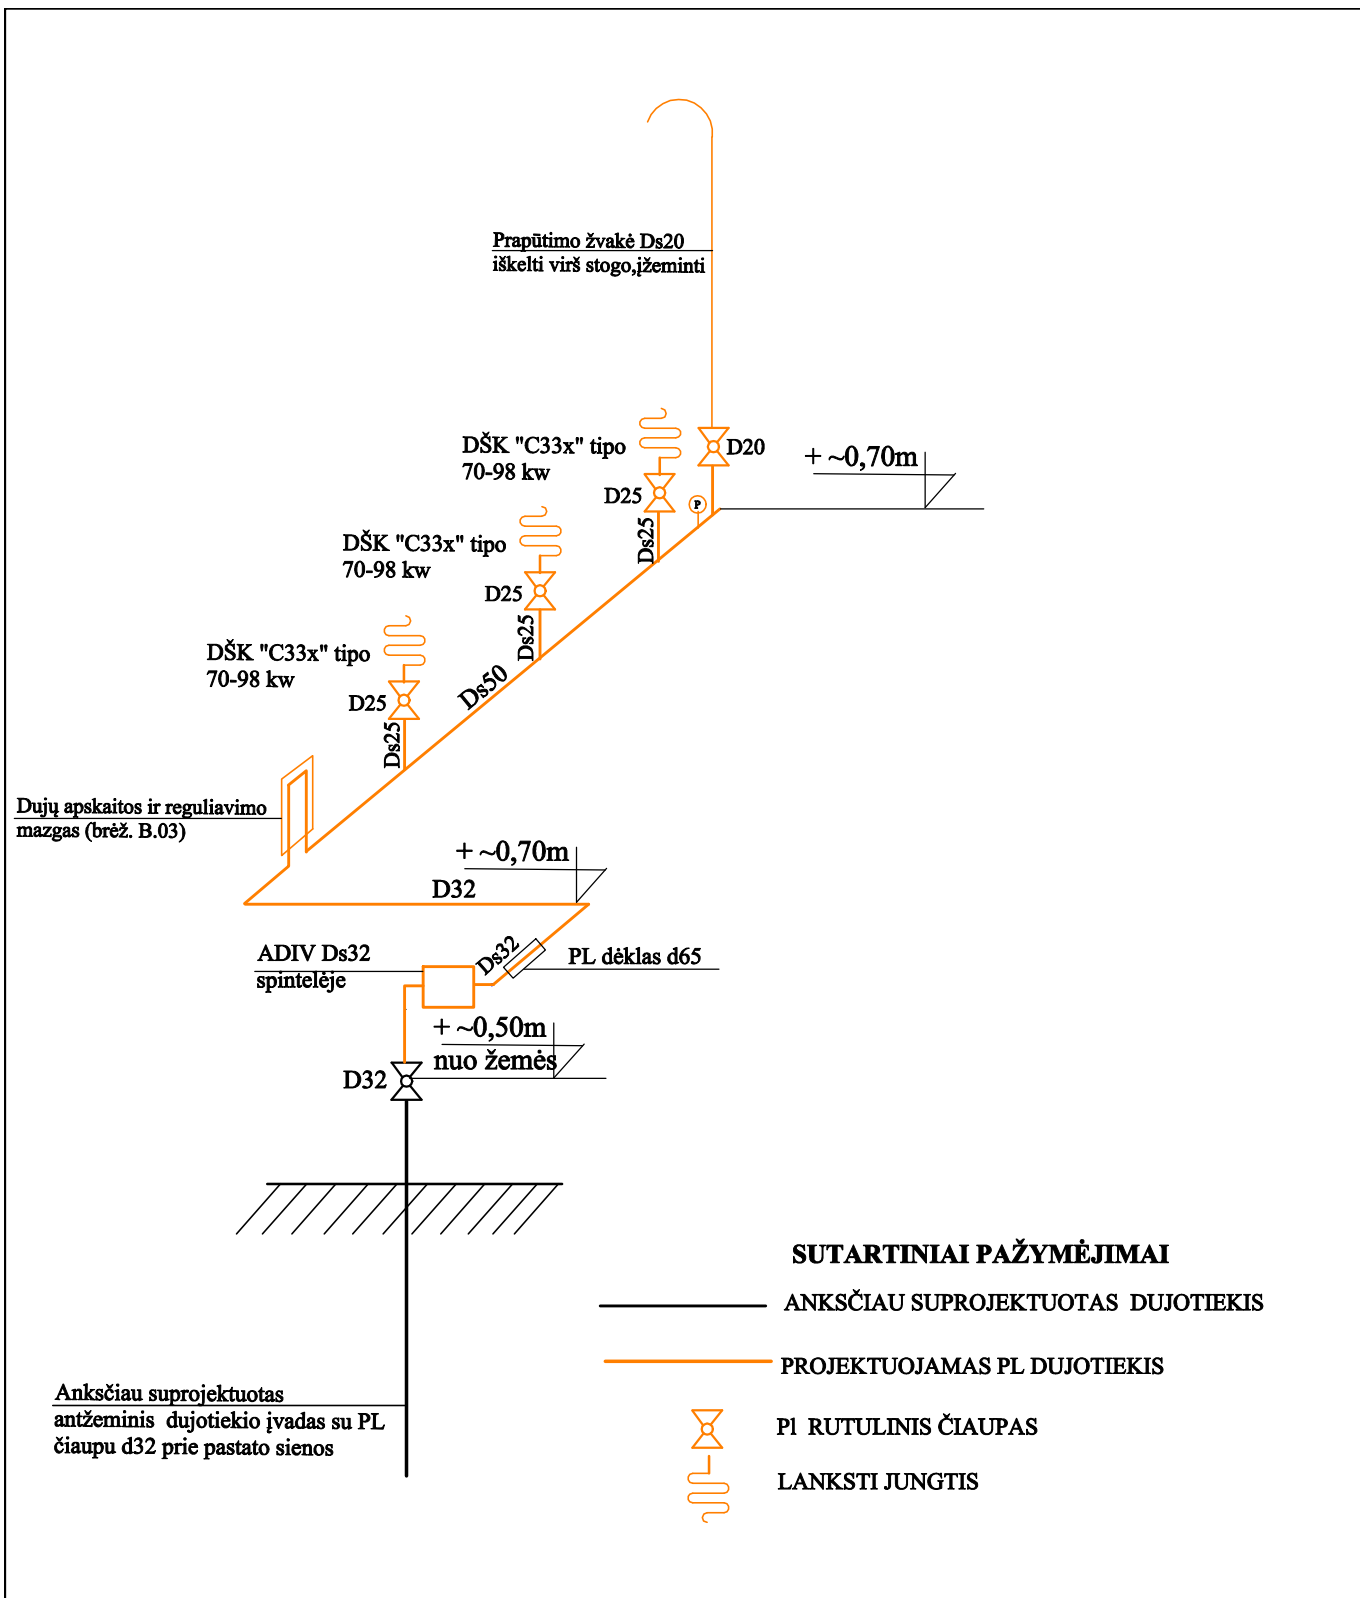 Prapūtimo žvakė Ds20
iškelti virš stogo,įžeminti
DŠK "C33x" tipo
70-98 kw
D20
+ ~0,70m
D25
P
Ds25
DŠK "C33x" tipo
70-98 kw
D25
Ds25
DŠK "C33x" tipo
70-98 kw
D25
Ds25
Ds50
Dujų apskaitos ir reguliavimo
mazgas (brėž. B.03)
+ ~0,70m
D32
ADIV Ds32
spintelėje
Ds32
PL dėklas d65
+ ~0,50m
nuo žemės
D32
SUTARTINIAI PAŽYMĖJIMAI
ANKSČIAU SUPROJEKTUOTAS DUJOTIEKIS
PROJEKTUOJAMAS PL DUJOTIEKIS
Pl RUTULINIS ČIAUPAS
LANKSTI JUNGTIS
Anksčiau suprojektuotas
antžeminis dujotiekio įvadas su PL
čiaupu d32 prie pastato sienos